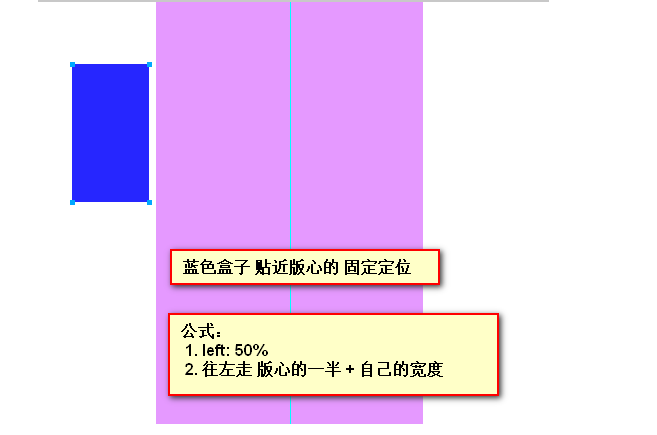 蓝色盒子 贴近版心的 固定定位
公式：
1. left: 50%
2. 往左走 版心的一半 + 自己的宽度